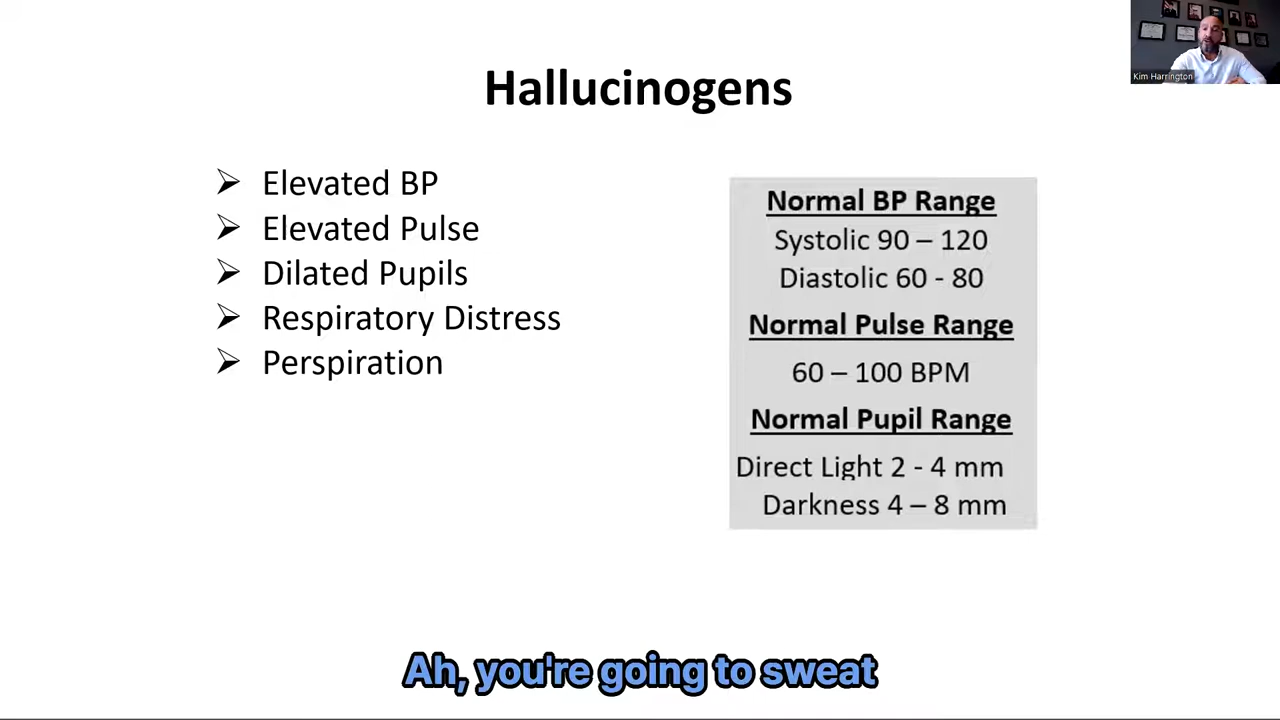 Hallucinogens
Kim Harrington
➢ Elevated BP
➢ Elevated Pulse
➢ Dilated Pupils
➢ Respiratory Distress
➢ Perspiration
Normal BP Range
Systolic 90 – 120
Diastolic 60 - 80
Normal Pulse Range
60 – 100 BPM
Normal Pupil Range
Direct Light 2 - 4 mm
Darkness 4 – 8 mm
Ah, you're going to sweat